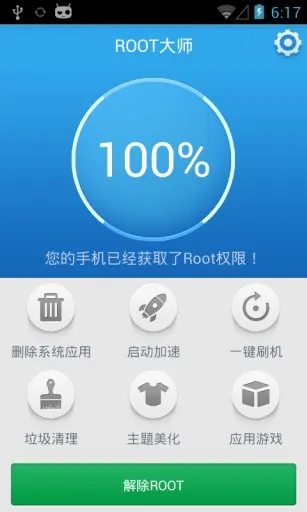 6:17
ROOT大师
100%
您的手机已经获取了Root权限！
删除系统应用
启动加速
一键刷机
垃圾清理
主题美化
应用游戏
解除ROOT